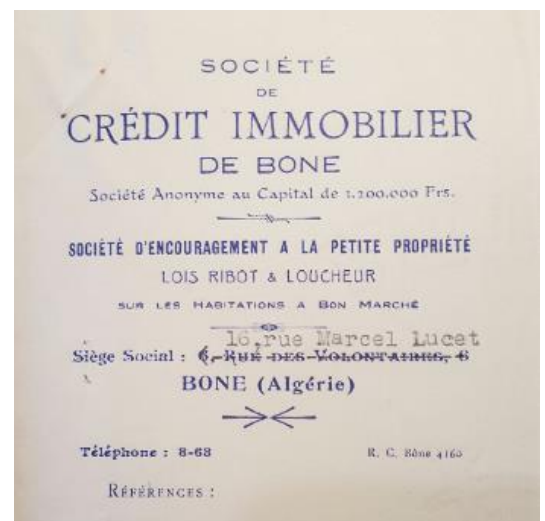 SOCIÉTÉ
DE
CRÉDIT IMMOBILIER
DE BONE
Société Anonyme au Capital de 1.200.000 Frs.
SOCIÉTÉ D'ENCOURAGEMENT A LA PETITE PROPRIÉTÉ
LOIS RIBOT & LOUCHEUR
SUR LES HABITATIONS A BON MARCHÉ
16,rue Marcel Lucet
Siège Social : 6, RUE DES VOLONTAIRES, 6
BONE (Algérie)
Téléphone : 8-68 R. C. Bône 4160
RÉFÉRENCES :